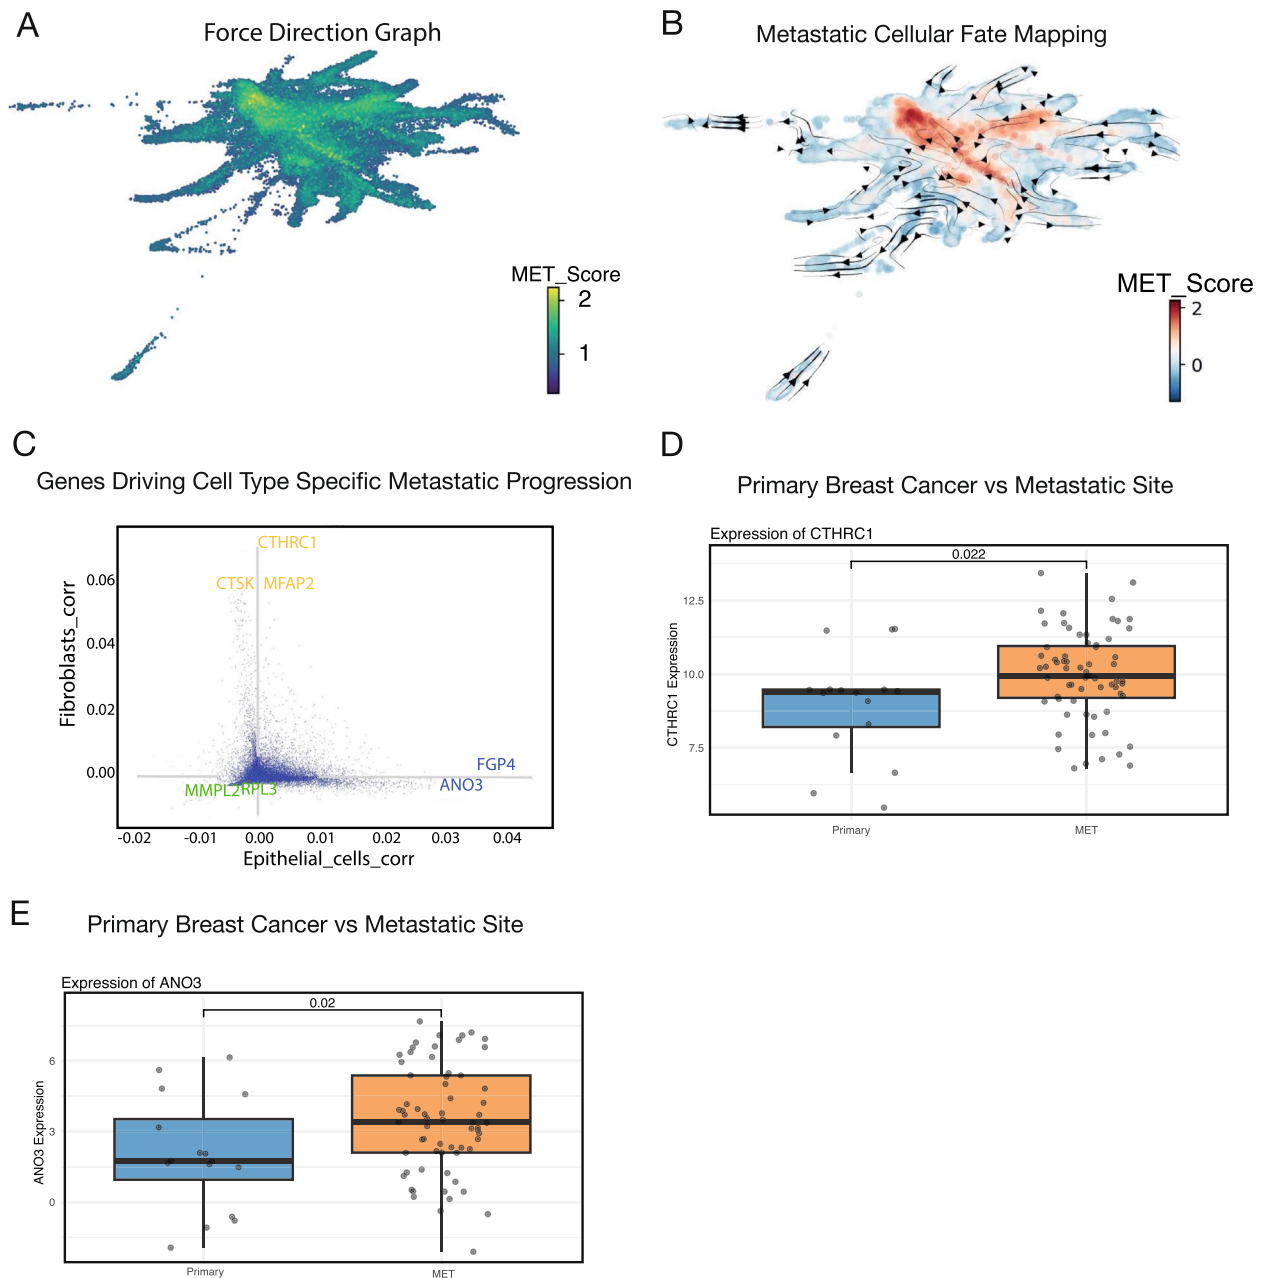 A
Force Direction Graph
MET_Score
2
1
B
Metastatic Cellular Fate Mapping
MET_Score
2
0
C
Genes Driving Cell Type Specific Metastatic Progression
CTHRC1
CTSK MFAP2
FGP4
ANO3
MMPL2 RPL3
Fibroblasts_corr
0.06
0.04
0.02
0.00
-0.02 -0.01 0.00 0.01 0.02 0.03 0.04
Epithelial_cells_corr
D
Primary Breast Cancer vs Metastatic Site
Expression of CTHRC1
0.022
CTHRC1 Expression
12.5
10.0
7.5
Primary MET
E
Primary Breast Cancer vs Metastatic Site
Expression of ANO3
0.02
ANO3 Expression
6
3
0
Primary MET